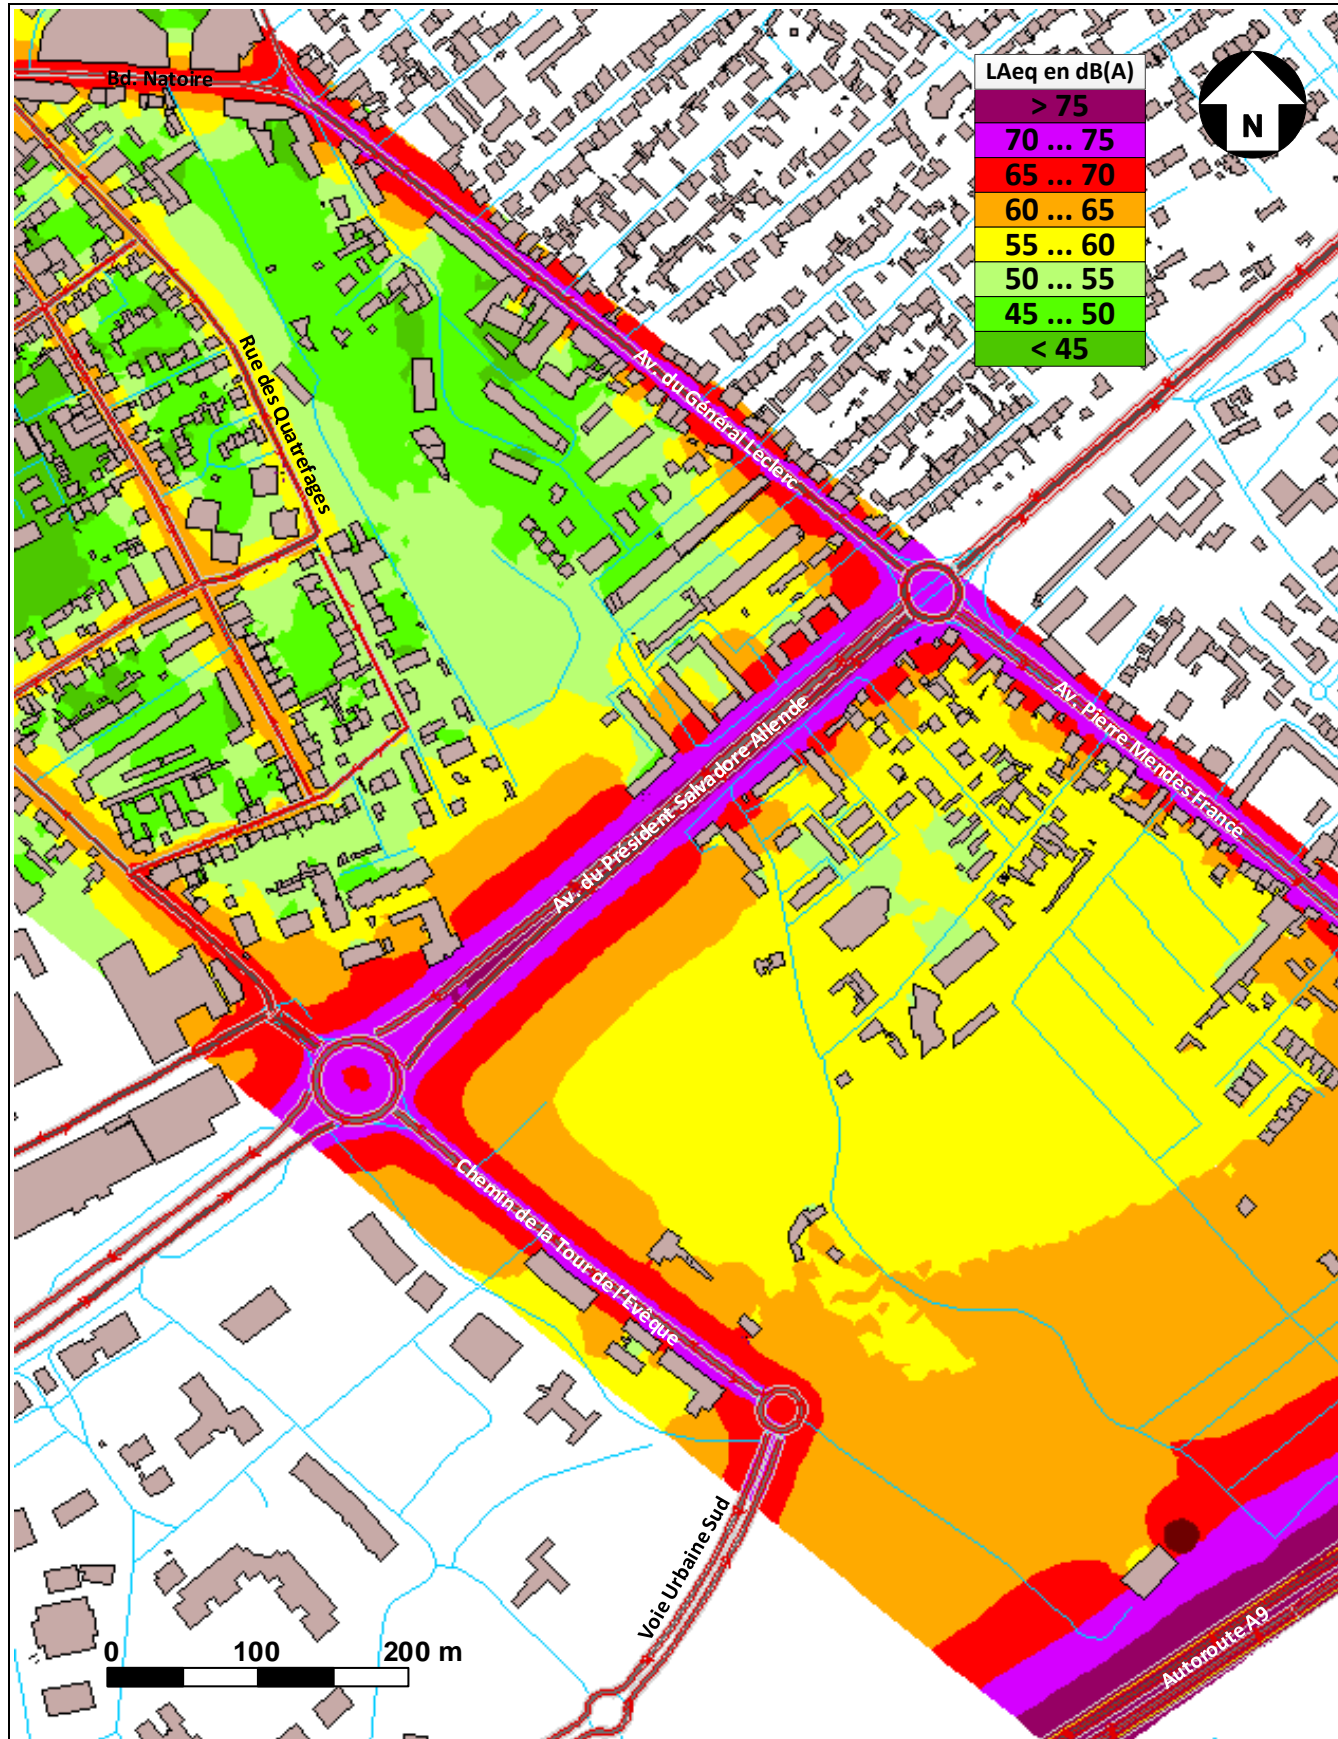 Bd. Natoire
LAeq en dB(A)
> 75
70 ... 75
65 ... 70
60 ... 65
55 ... 60
50 ... 55
45 ... 50
< 45
N
Rue des Quatrefages
Av. du Général Leclerc
Av. Pierre Mendès France
Av. du Président Salvadore Allende
Chemin de la Tour de l'Evêque
Voie Urbaine Sud
Autoroute A9
0 100 200 m